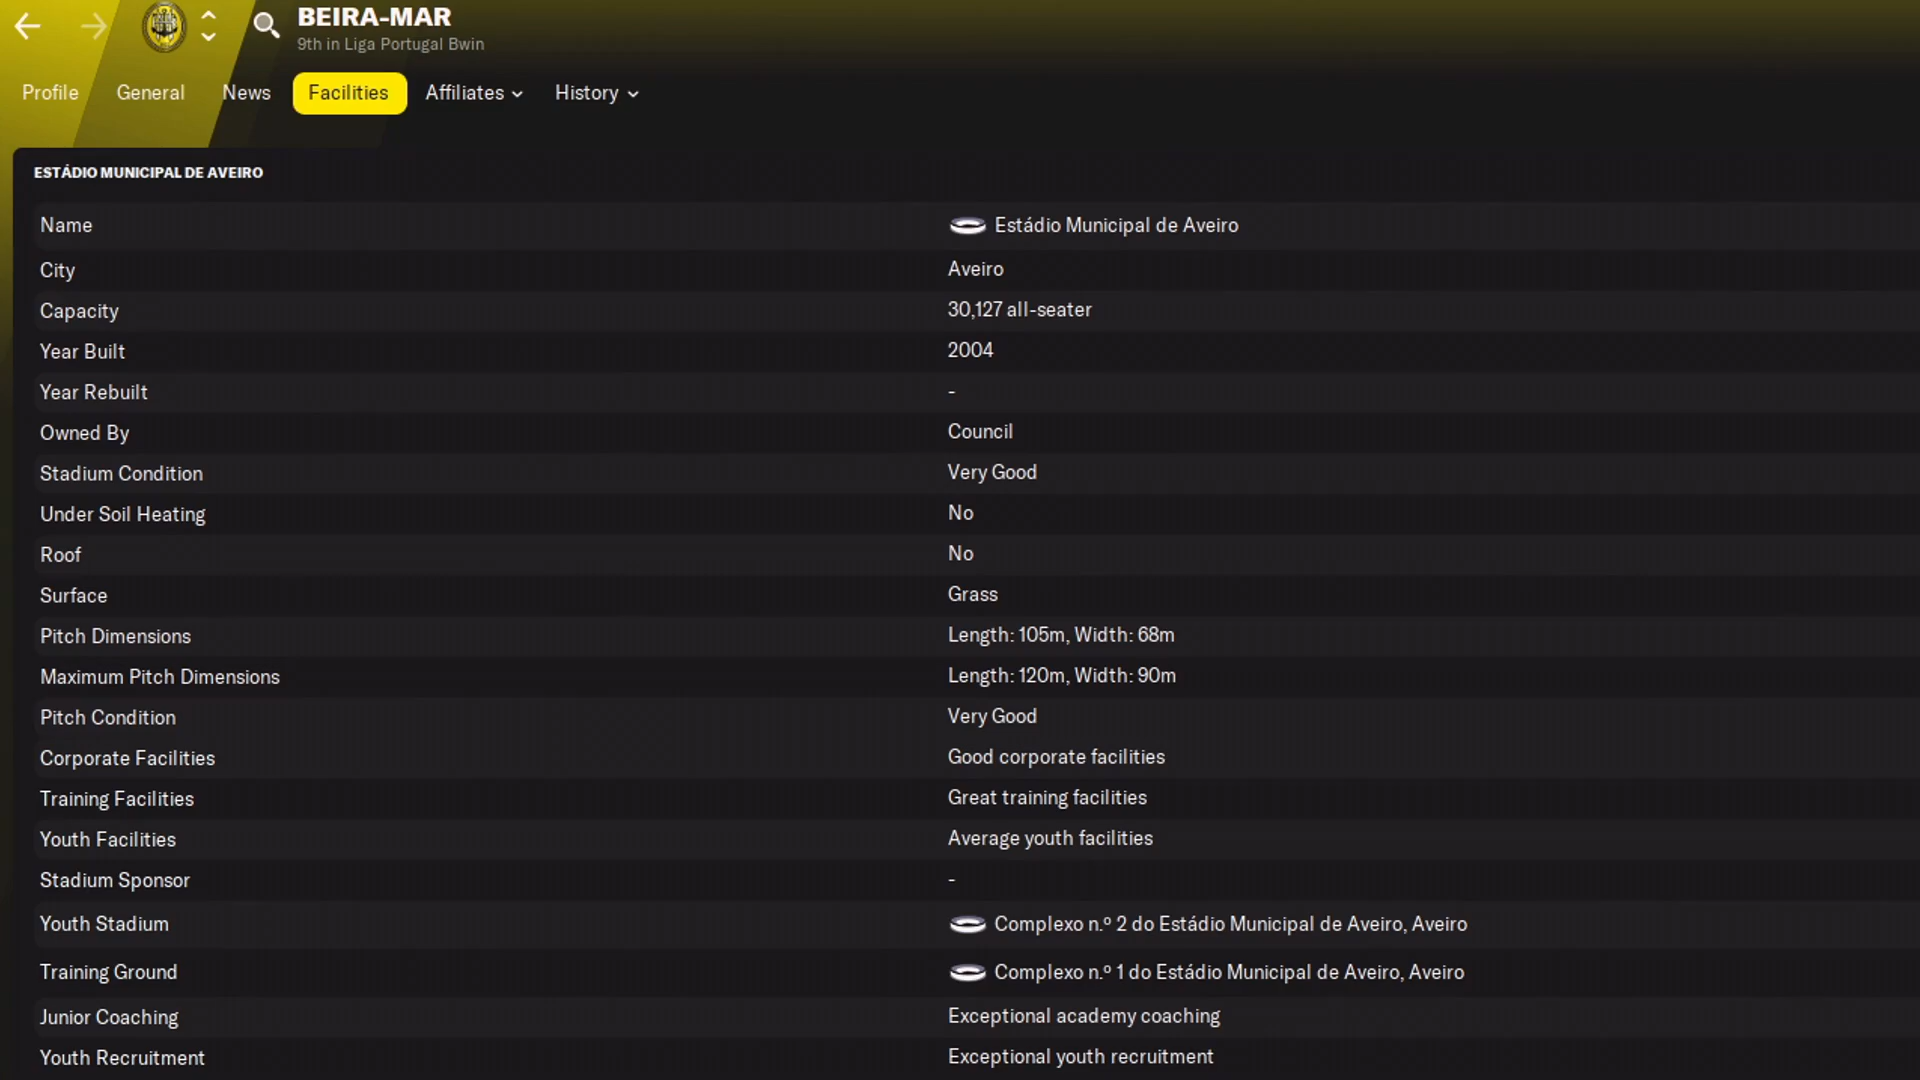 BEIRA-MAR
9th in Liga Portugal Bwin
Profile General News Facilities Affiliates History
ESTÁDIO MUNICIPAL DE AVEIRO
Name Estádio Municipal de Aveiro
City Aveiro
Capacity 30,127 all-seater
Year Built 2004
Year Rebuilt -
Owned By Council
Stadium Condition Very Good
Under Soil Heating No
Roof No
Surface Grass
Pitch Dimensions Length: 105m, Width: 68m
Maximum Pitch Dimensions Length: 120m, Width: 90m
Pitch Condition Very Good
Corporate Facilities Good corporate facilities
Training Facilities Great training facilities
Youth Facilities Average youth facilities
Stadium Sponsor -
Youth Stadium Complexo n.º 2 do Estádio Municipal de Aveiro, Aveiro
Training Ground Complexo n.º 1 do Estádio Municipal de Aveiro, Aveiro
Junior Coaching Exceptional academy coaching
Youth Recruitment Exceptional youth recruitment